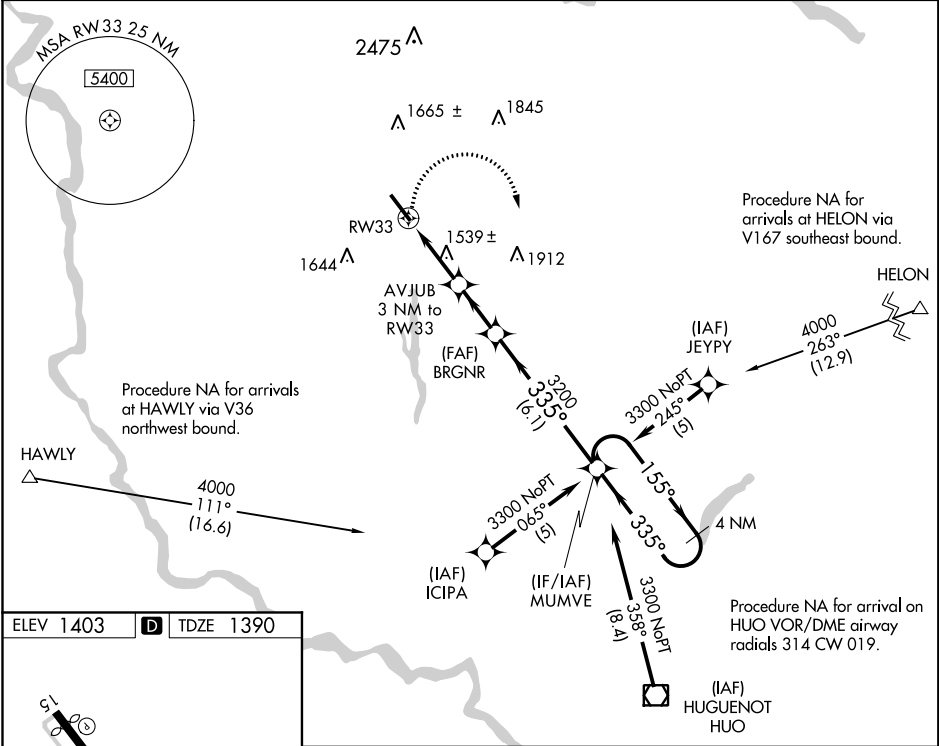 MSA RW33 25 NM
5400
2475
1665 ±
1845
RW33
1539 ±
1644
1912
AVJUB
3 NM to
RW33
(FAF)
BRGNR
Procedure NA for
arrivals at HELON via
V167 southeast bound.
HELON
4000
263°
(12.9)
(IAF)
JEYPY
3300 NoPT
245°
(5)
3200
335°
(6.1)
Procedure NA for arrivals
at HAWLY via V36
northwest bound.
HAWLY
4000
111°
(16.6)
3300 NoPT
065°
(5)
155°
335°
4 NM
(IAF)
ICIPA
(IF/IAF)
MUMVE
3300 NoPT
358°
(8.4)
Procedure NA for arrival on
HUO VOR/DME airway
radials 314 CW 019.
(IAF)
HUGUENOT
HUO
ELEV 1403 D TDZE 1390
15
P